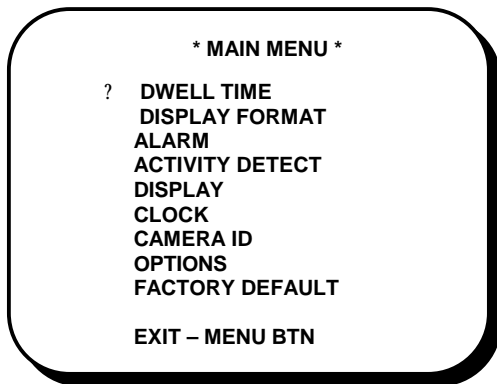 * MAIN MENU *
? DWELL TIME
DISPLAY FORMAT
ALARM
ACTIVITY DETECT
DISPLAY
CLOCK
CAMERA ID
OPTIONS
FACTORY DEFAULT
EXIT – MENU BTN